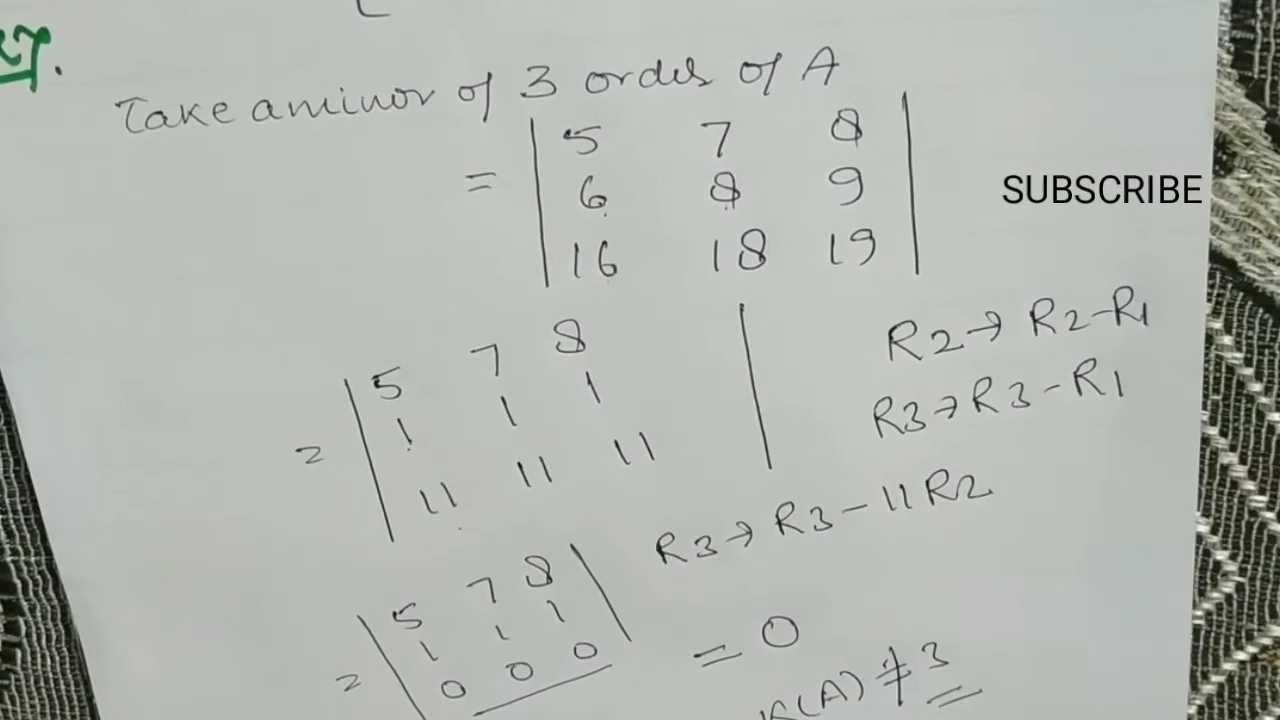 Take a minor of 3 order of A
= | 5 7 8 |
| 6 8 9 |
| 16 18 19 |
SUBSCRIBE
= | 5 7 8 |
| 1 1 1 |
| 11 11 11 |
R2→R2-R1
R3→R3-R1
R3→R3-11R2
= | 5 7 8 |
| 1 1 1 |
| 0 0 0 |
= 0
(A) ≠ 3